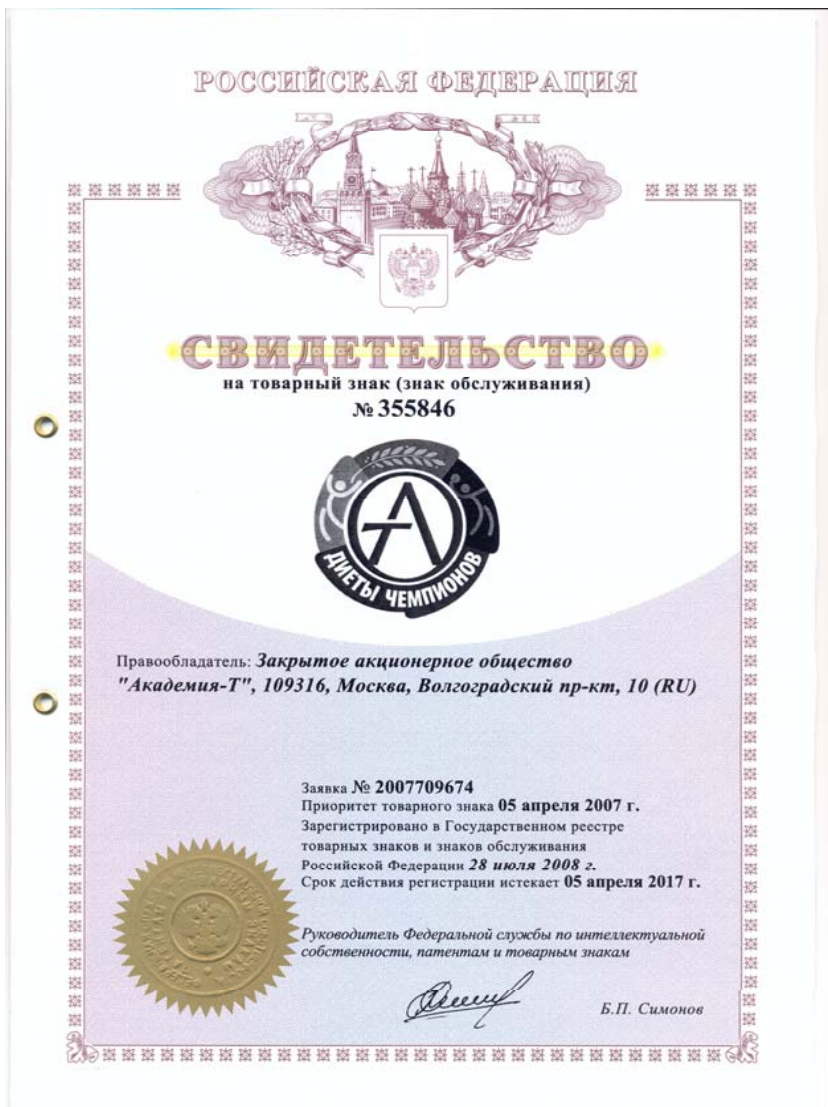 РОССИЙСКАЯ ФЕДЕРАЦИЯ
СВИДЕТЕЛЬСТВО
на товарный знак (знак обслуживания)
№ 355846
АТ
ДИЕТЫ ЧЕМПИОНОВ
Правообладатель: Закрытое акционерное общество
"Академия-Т", 109316, Москва, Волгоградский пр-кт, 10 (RU)
Заявка № 2007709674
Приоритет товарного знака 05 апреля 2007 г.
Зарегистрировано в Государственном реестре
товарных знаков и знаков обслуживания
Российской Федерации 28 июля 2008 г.
Срок действия регистрации истекает 05 апреля 2017 г.
Руководитель Федеральной службы по интеллектуальной
собственности, патентам и товарным знакам
Б.П. Симонов